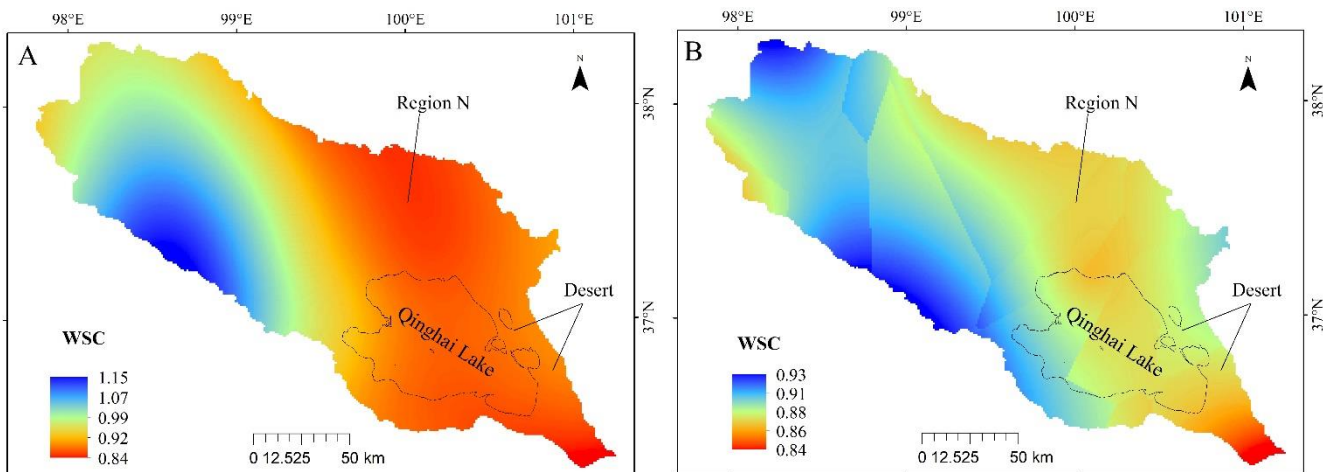 98°E 99°E 100°E 101°E
A
N
Region N
38°N
Desert
37°N
Qinghai Lake
WSC
1.15
1.07
0.99
0.92
0.84
0 12.525 50 km
98°E 99°E 100°E 101°E
B
N
Region N
38°N
Desert
37°N
Qinghai Lake
WSC
0.93
0.91
0.88
0.86
0.84
0 12.525 50 km